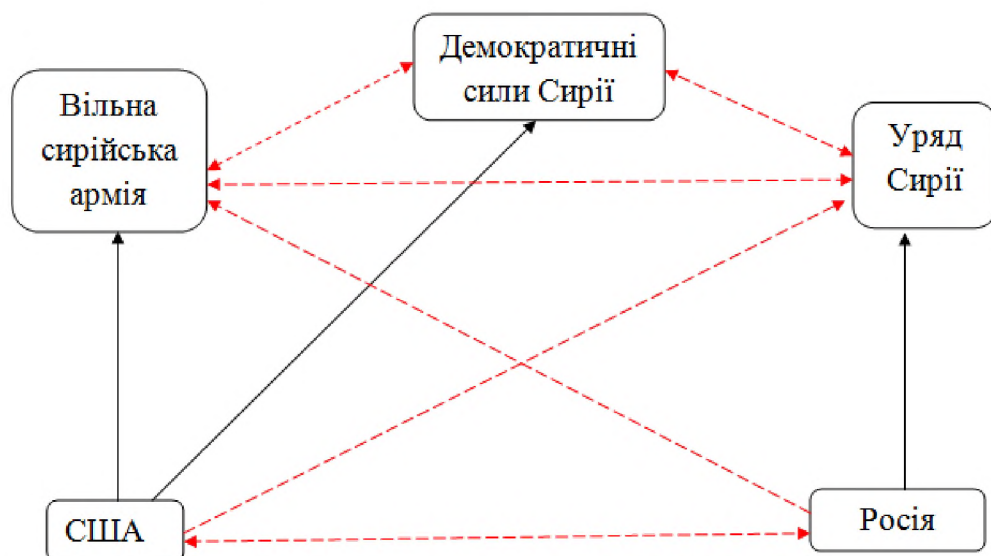 Демократичні
сили Сирії
Вільна
сирійська
армія
Уряд
Сирії
США
Росія